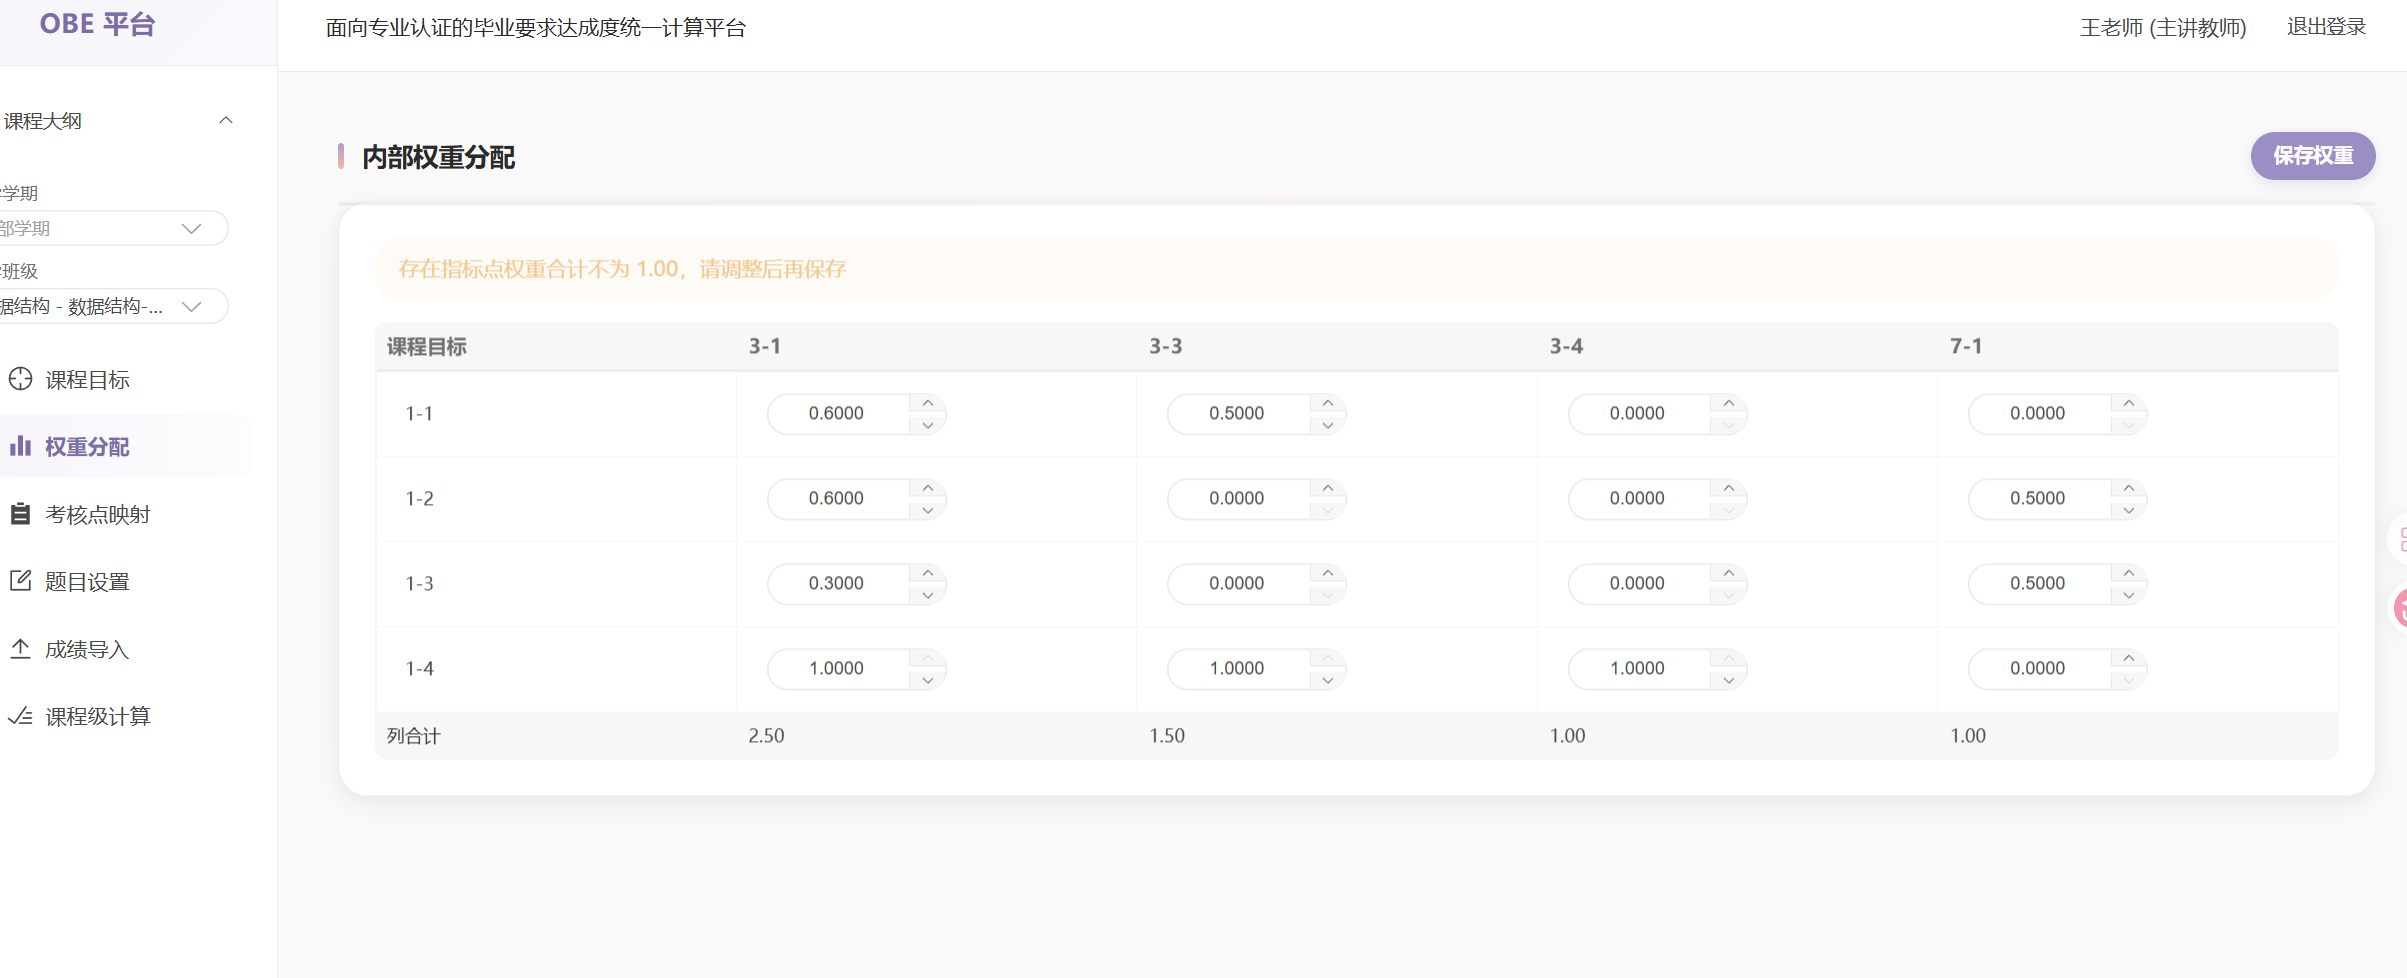 OBE 平台
面向专业认证的毕业要求达成度统一计算平台
王老师 (主讲教师)
退出登录
课程大纲
学期
部学期
班级
据结构 - 数据结构-...
课程目标
权重分配
考核点映射
题目设置
成绩导入
课程级计算
内部权重分配
保存权重
存在指标点权重合计不为 1.00，请调整后再保存
课程目标 3-1 3-3 3-4 7-1
1-1 0.6000 0.5000 0.0000 0.0000
1-2 0.6000 0.0000 0.0000 0.5000
1-3 0.3000 0.0000 0.0000 0.5000
1-4 1.0000 1.0000 1.0000 0.0000
列合计 2.50 1.50 1.00 1.00